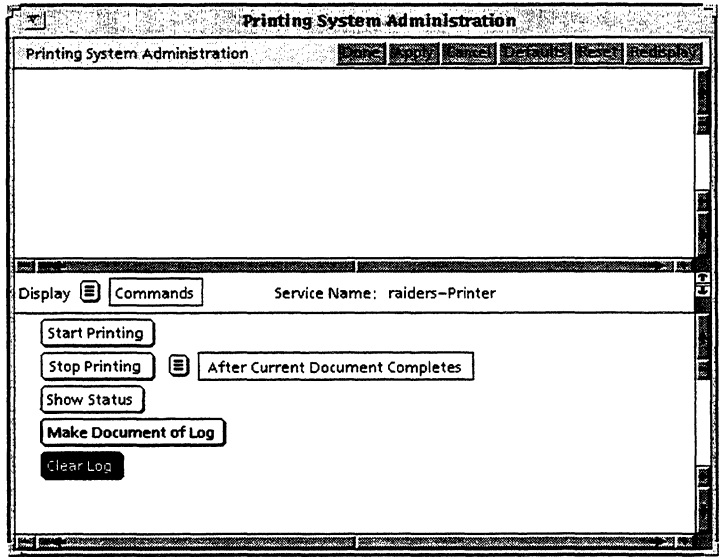 Printing System Administration
Printing System Administration Done Apply Cancel Defaults Reset Redisplay
Display Commands Service Name: raiders-Printer
Start Printing
Stop Printing After Current Document Completes
Show Status
Make Document of Log
Clear Log